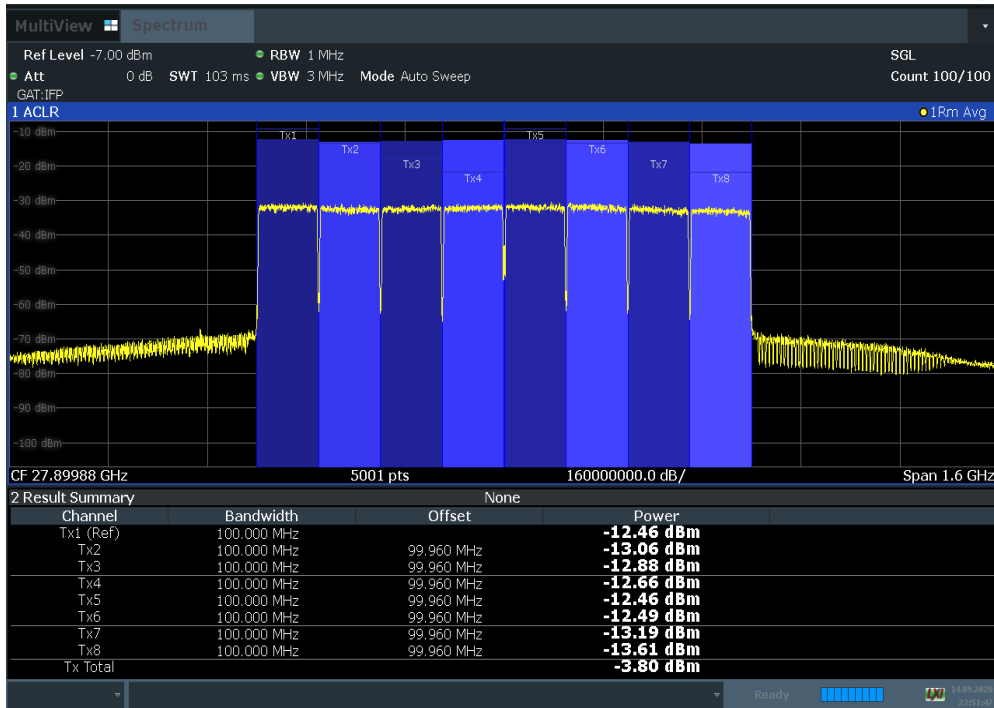 MultiView Spectrum
Ref Level -7.00 dBm RBW 1 MHz SGL
Att 0 dB SWT 103 ms VBW 3 MHz Mode Auto Sweep Count 100/100
GAT:IFP
1 ACLR 1Rm Avg
-10 dBm
Tx1 Tx5
Tx2 Tx6
Tx3 Tx7
-20 dBm
Tx4 Tx8
-30 dBm
-40 dBm
-50 dBm
-60 dBm
-70 dBm
-80 dBm
-90 dBm
-100 dBm
CF 27.89988 GHz 5001 pts 160000000.0 dB/ Span 1.6 GHz
2 Result Summary None
Channel Bandwidth Offset Power
Tx1 (Ref) 100.000 MHz -12.46 dBm
Tx2 100.000 MHz 99.960 MHz -13.06 dBm
Tx3 100.000 MHz 99.960 MHz -12.88 dBm
Tx4 100.000 MHz 99.960 MHz -12.66 dBm
Tx5 100.000 MHz 99.960 MHz -12.46 dBm
Tx6 100.000 MHz 99.960 MHz -12.49 dBm
Tx7 100.000 MHz 99.960 MHz -13.19 dBm
Tx8 100.000 MHz 99.960 MHz -13.61 dBm
Tx Total -3.80 dBm
Ready LXI 14.09.2020
23:51:47